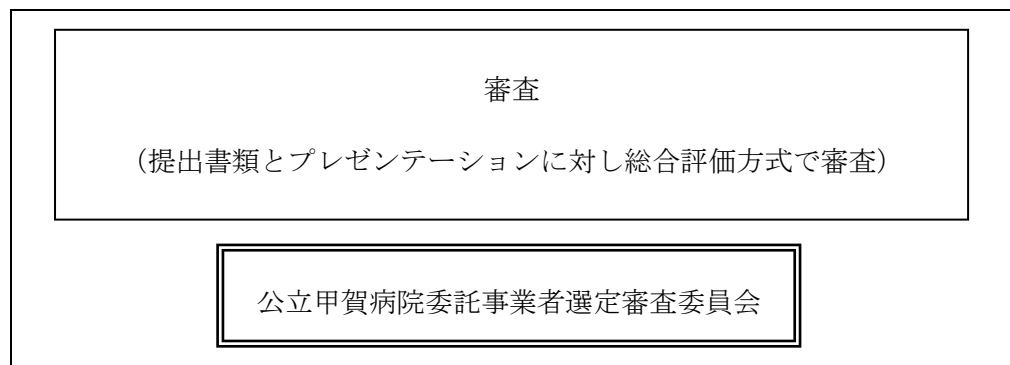 審査
（提出書類とプレゼンテーションに対し総合評価方式で審査）
公立甲賀病院委託事業者選定審査委員会